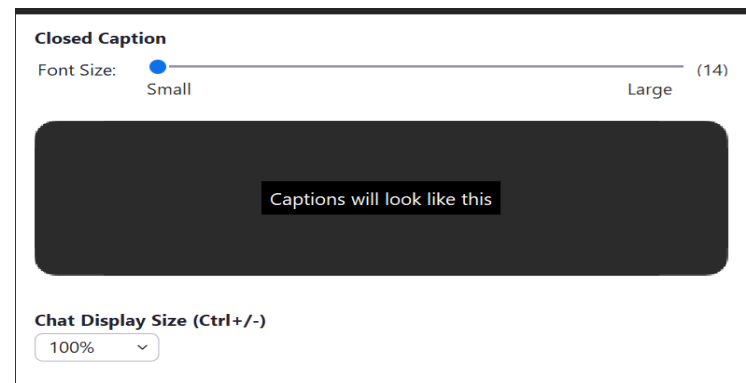 Closed Caption
Font Size: (14)
Small Large
Captions will look like this
Chat Display Size (Ctrl+/-)
100%